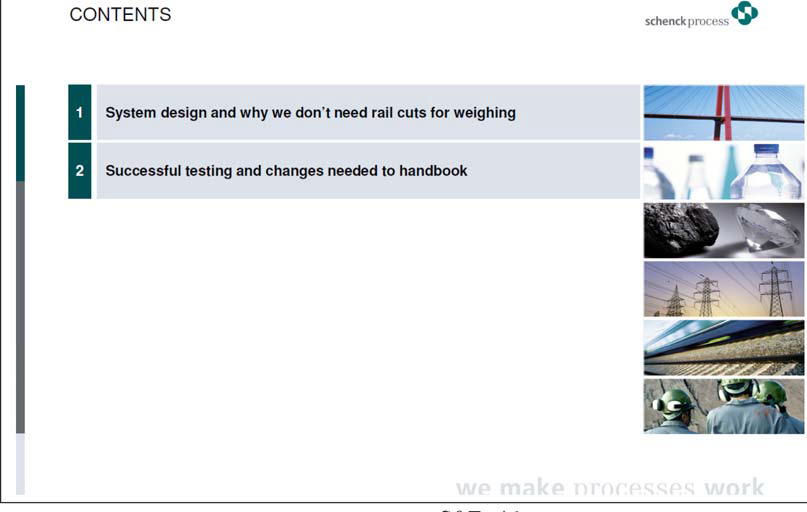 CONTENTS
schenck process
1 System design and why we don't need rail cuts for weighing
2 Successful testing and changes needed to handbook
we make processes work